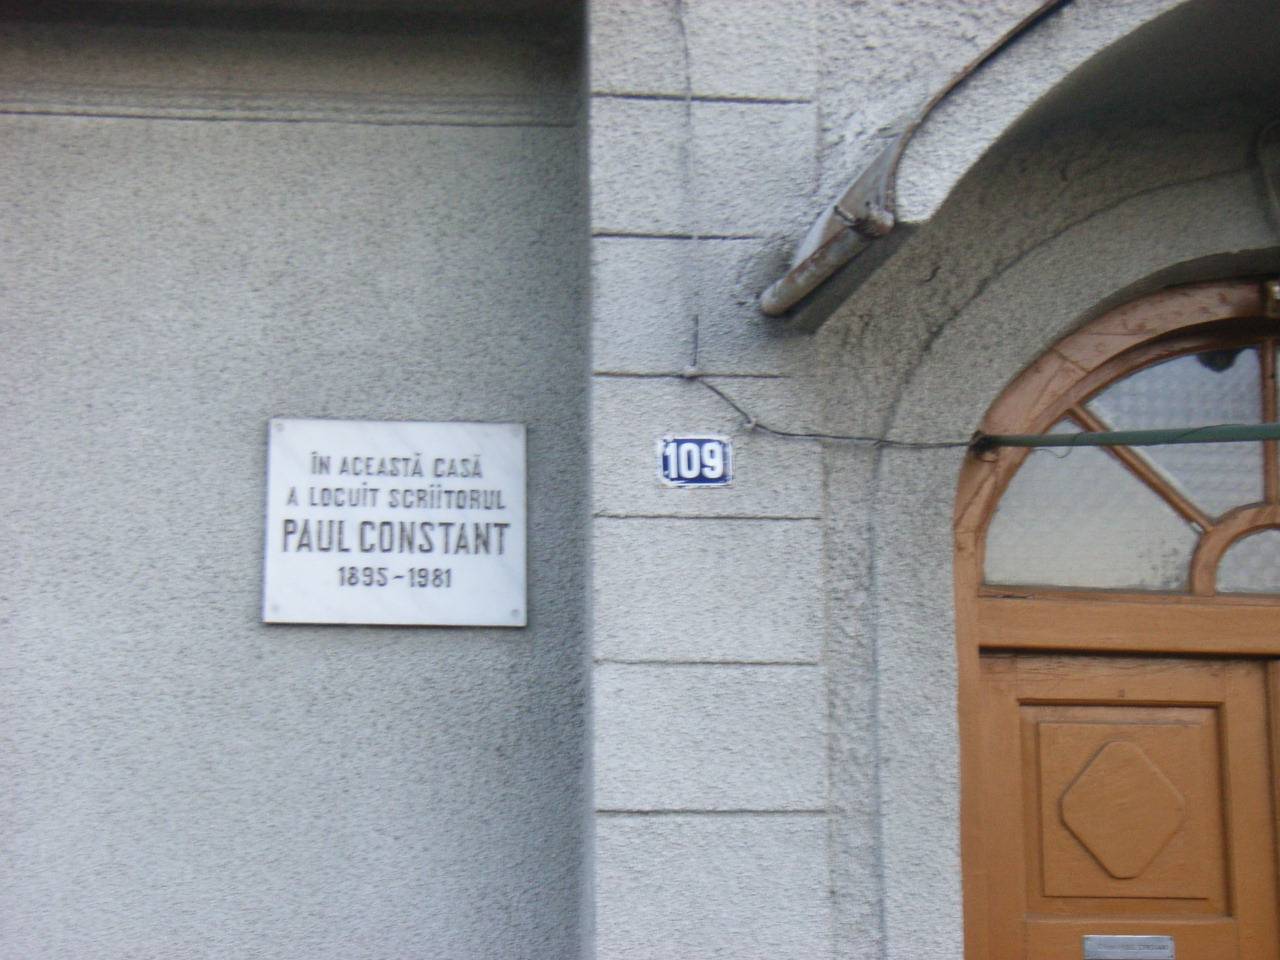 ÎN ACEASTĂ CASĂ
A LOCUIT SCRIITORUL
PAUL CONSTANT
1895-1981
109